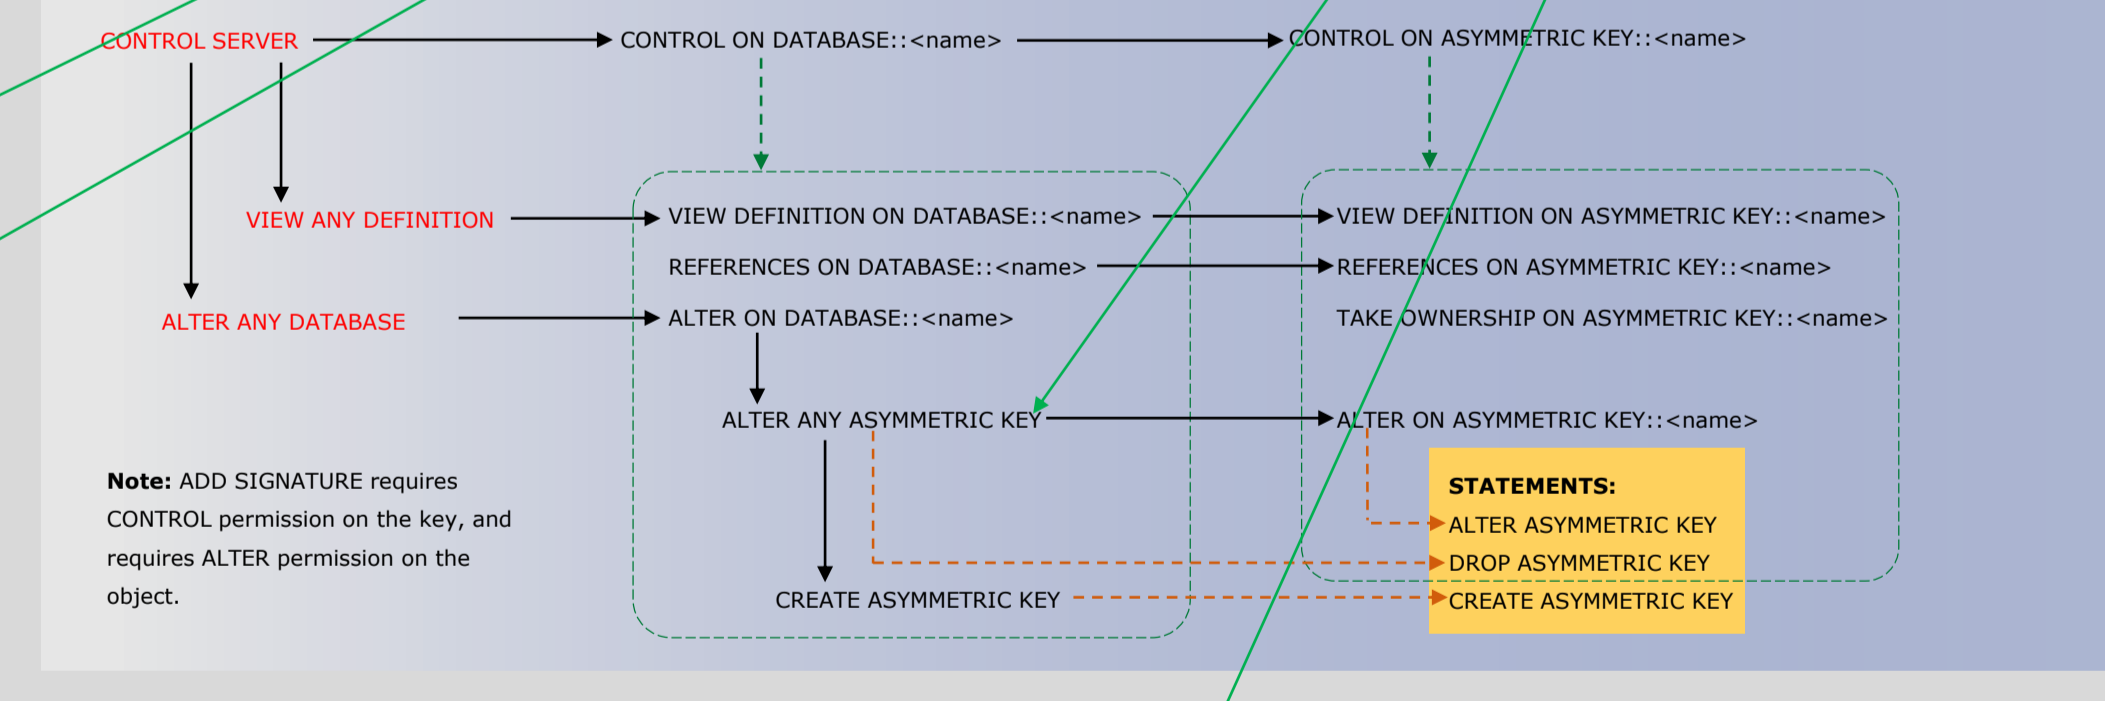 CONTROL SERVER
CONTROL ON DATABASE::<name>
CONTROL ON ASYMMETRIC KEY::<name>
VIEW ANY DEFINITION
VIEW DEFINITION ON DATABASE::<name>
VIEW DEFINITION ON ASYMMETRIC KEY::<name>
REFERENCES ON DATABASE::<name>
REFERENCES ON ASYMMETRIC KEY::<name>
ALTER ANY DATABASE
ALTER ON DATABASE::<name>
TAKE OWNERSHIP ON ASYMMETRIC KEY::<name>
ALTER ANY ASYMMETRIC KEY
ALTER ON ASYMMETRIC KEY::<name>
Note: ADD SIGNATURE requires
CONTROL permission on the key, and
requires ALTER permission on the
object.
STATEMENTS:
ALTER ASYMMETRIC KEY
DROP ASYMMETRIC KEY
CREATE ASYMMETRIC KEY
CREATE ASYMMETRIC KEY